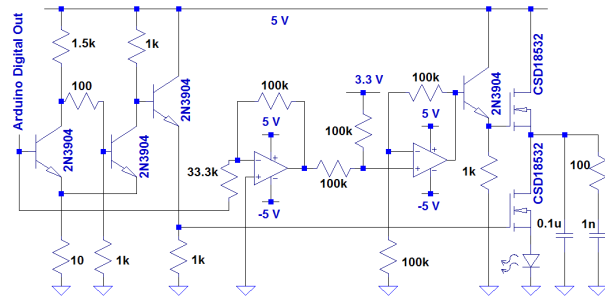 5 V
Arduino Digital Out
1.5k
1k
100
2N3904
2N3904
2N3904
33.3k
100k
5 V
-5 V
100k
100k
3.3 V
100k
5 V
-5 V
100k
2N3904
1k
CSD18532
CSD18532
0.1u
1n
100
10
1k
1k